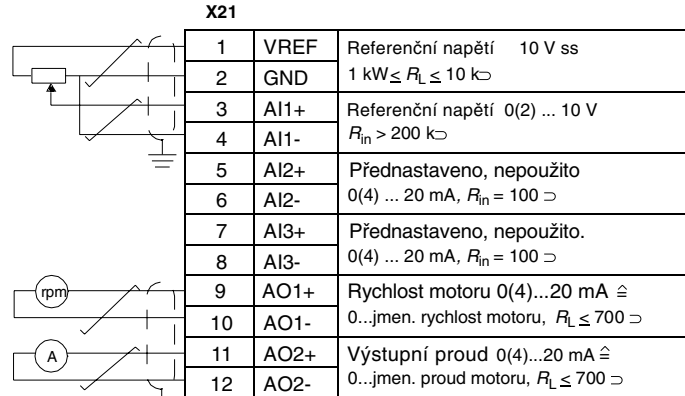 X21
1 VREF Referenční napětí 10 V ss
2 GND 1 kW ≤ RL ≤ 10 k⊃
3 AI1+ Referenční napětí 0(2) ... 10 V
4 AI1- Rin > 200 k⊃
5 AI2+ Přednastaveno, nepoužito
6 AI2- 0(4) ... 20 mA, Rin = 100 ⊃
7 AI3+ Přednastaveno, nepoužito.
8 AI3- 0(4) ... 20 mA, Rin = 100 ⊃
rpm 9 AO1+ Rychlost motoru 0(4)...20 mA ≙
10 AO1- 0...jmen. rychlost motoru, RL ≤ 700 ⊃
A 11 AO2+ Výstupní proud 0(4)...20 mA ≙
12 AO2- 0...jmen. proud motoru, RL ≤ 700 ⊃